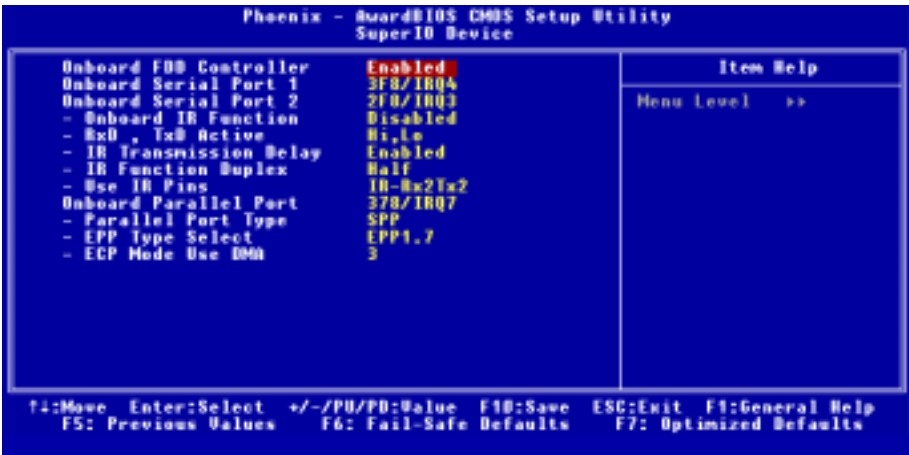 Phoenix - AwardBIOS CMOS Setup Utility
SuperIO Device
Onboard FDD Controller Enabled
Onboard Serial Port 1 3F8/IRQ4
Onboard Serial Port 2 2F8/IRQ3
- Onboard IR Function Disabled
- RxD , TxD Active Hi,Lo
- IR Transmission Delay Enabled
- IR Function Duplex Half
- Use IR Pins IR-Rx2Tx2
Onboard Parallel Port 378/IRQ7
- Parallel Port Type SPP
- EPP Type Select EPP1.7
- ECP Mode Use DMA 3
Item Help
Menu Level ▸▸
↑↓:Move Enter:Select +/-/PU/PD:Value F10:Save ESC:Exit F1:General Help
F5: Previous Values F6: Fail-Safe Defaults F7: Optimized Defaults